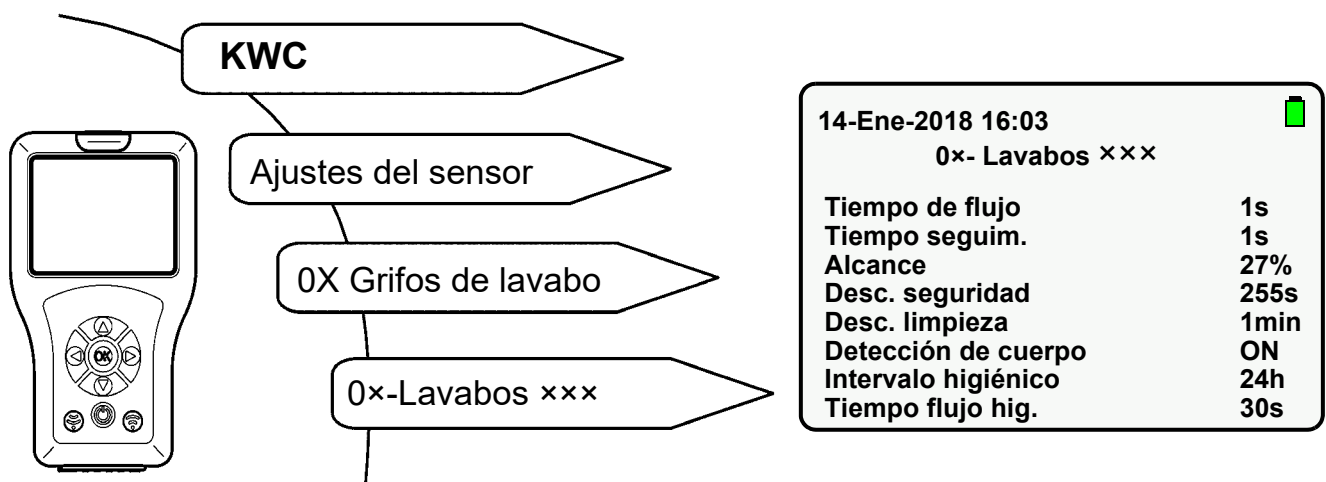 KWC
Ajustes del sensor
0X Grifos de lavabo
0×-Lavabos ×××
OK
14-Ene-2018 16:03
0×- Lavabos ×××
Tiempo de flujo 1s
Tiempo seguim. 1s
Alcance 27%
Desc. seguridad 255s
Desc. limpieza 1min
Detección de cuerpo ON
Intervalo higiénico 24h
Tiempo flujo hig. 30s